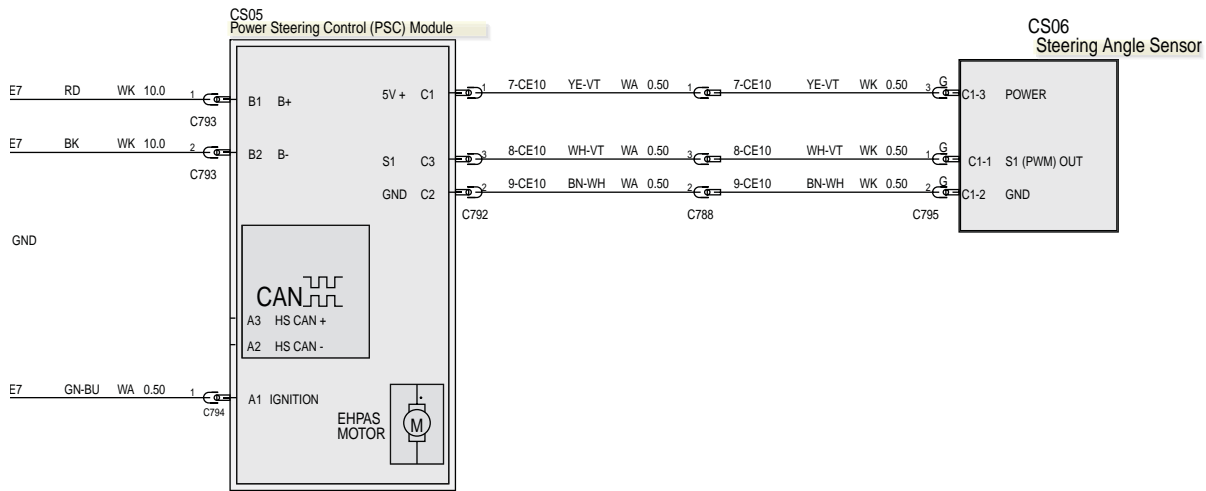 CS05
Power Steering Control (PSC) Module
CS06
Steering Angle Sensor
E7 RD WK 10.0 1 B1 B+ 5V + C1 1 7-CE10 YE-VT WA 0.50 1 7-CE10 YE-VT WK 0.50 3 G C1-3 POWER
C793
E7 BK WK 10.0 2 B2 B- S1 C3 3 8-CE10 WH-VT WA 0.50 3 8-CE10 WH-VT WK 0.50 1 G C1-1 S1 (PWM) OUT
C793
GND C2 2 9-CE10 BN-WH WA 0.50 2 9-CE10 BN-WH WK 0.50 2 G C1-2 GND
C792 C788 C795
GND
CAN
A3 HS CAN +
A2 HS CAN -
E7 GN-BU WA 0.50 1 A1 IGNITION
C794
EHPAS
MOTOR
M